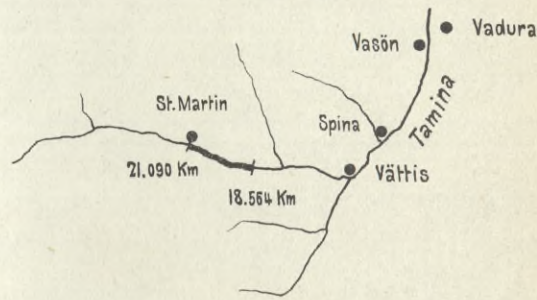 Vadura
Vasön
Tamina
St. Martin
Spina
21.090 Km
Vättis
18.564 Km